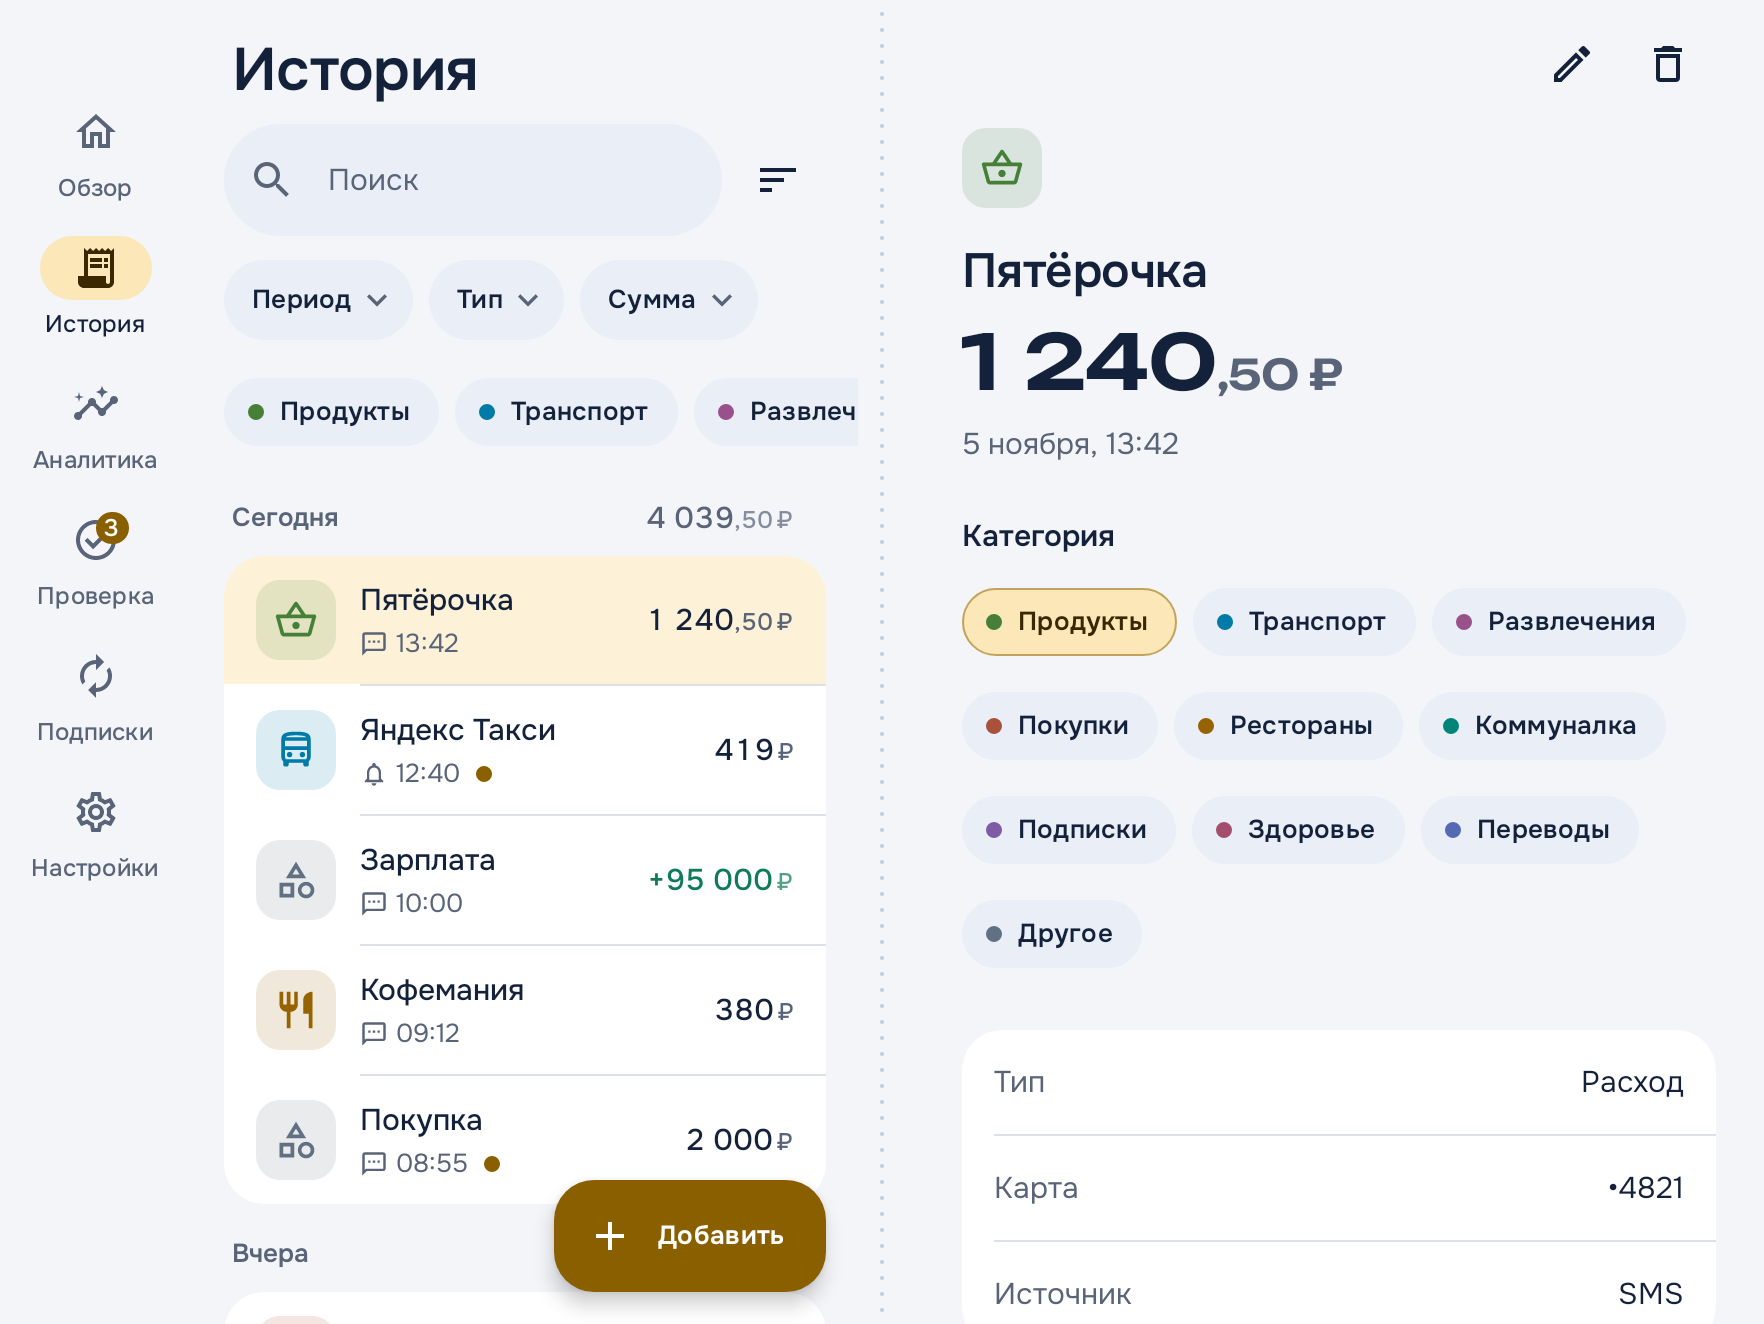 Обзор
История
Аналитика
3
Проверка
Подписки
Настройки
История
Поиск
Период
Тип
Сумма
Продукты
Транспорт
Развлеч
Сегодня
4 039,50 ₽
Пятёрочка
1 240,50 ₽
13:42
Яндекс Такси
419 ₽
12:40
Зарплата
+95 000 ₽
10:00
Кофемания
380 ₽
09:12
Покупка
2 000 ₽
08:55
Вчера
Добавить
Пятёрочка
1 240,50 ₽
5 ноября, 13:42
Категория
Продукты
Транспорт
Развлечения
Покупки
Рестораны
Коммуналка
Подписки
Здоровье
Переводы
Другое
Тип
Расход
Карта
•4821
Источник
SMS